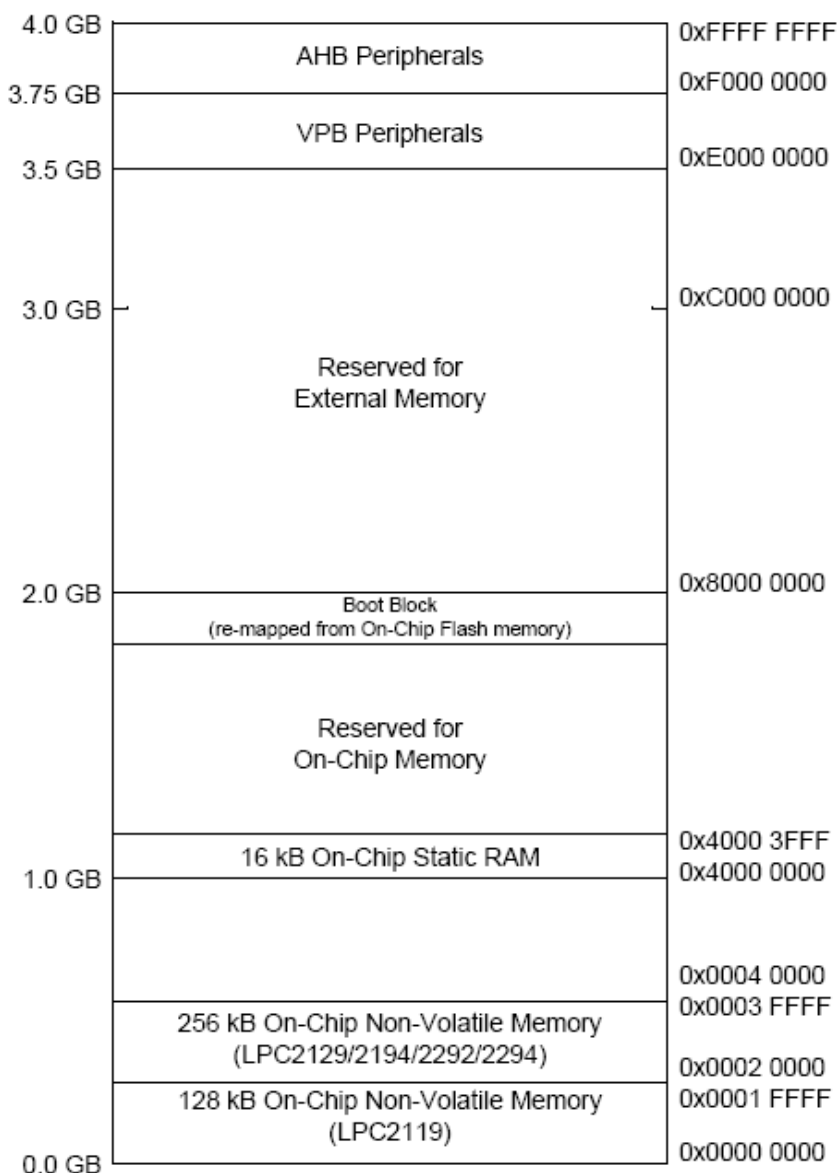 4.0 GB
0xFFFF FFFF
AHB Peripherals
0xF000 0000
3.75 GB
VPB Peripherals
0xE000 0000
3.5 GB
0xC000 0000
3.0 GB
Reserved for
External Memory
0x8000 0000
2.0 GB
Boot Block
(re-mapped from On-Chip Flash memory)
Reserved for
On-Chip Memory
0x4000 3FFF
16 kB On-Chip Static RAM
0x4000 0000
1.0 GB
0x0004 0000
0x0003 FFFF
256 kB On-Chip Non-Volatile Memory
(LPC2129/2194/2292/2294)
0x0002 0000
0x0001 FFFF
128 kB On-Chip Non-Volatile Memory
(LPC2119)
0x0000 0000
0.0 GB